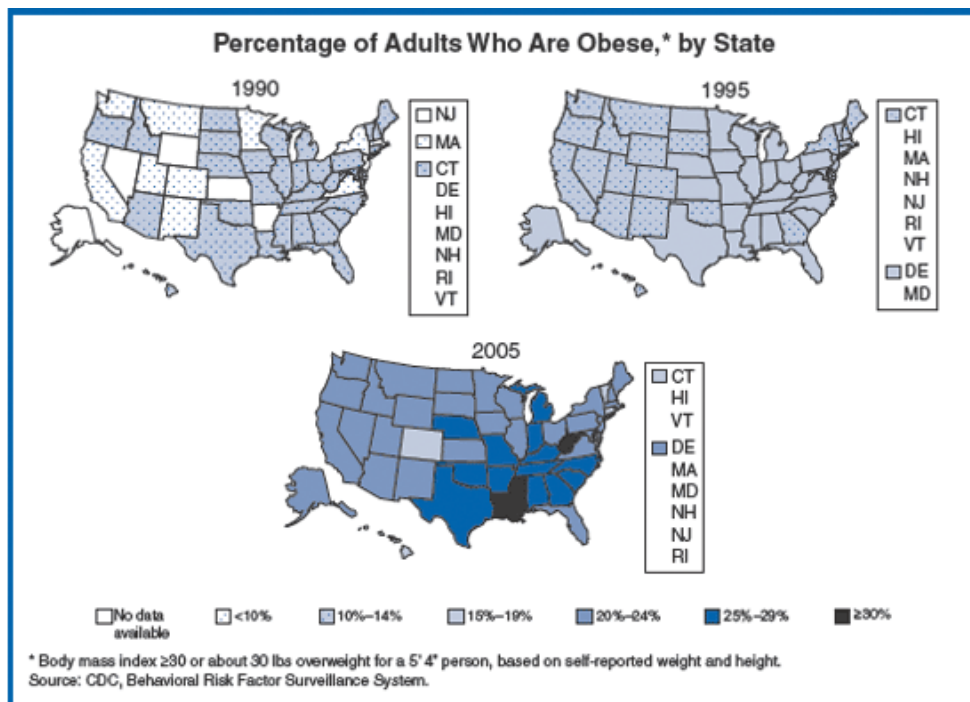 Percentage of Adults Who Are Obese,* by State
1990
NJ
MA
CT
DE
HI
MD
NH
RI
VT
1995
CT
HI
MA
NH
NJ
RI
VT
DE
MD
2005
CT
HI
VT
DE
MA
MD
NH
NJ
RI
No data
available
<10%
10%–14%
15%–19%
20%–24%
25%–29%
≥30%
* Body mass index ≥30 or about 30 lbs overweight for a 5' 4" person, based on self-reported weight and height.
Source: CDC, Behavioral Risk Factor Surveillance System.